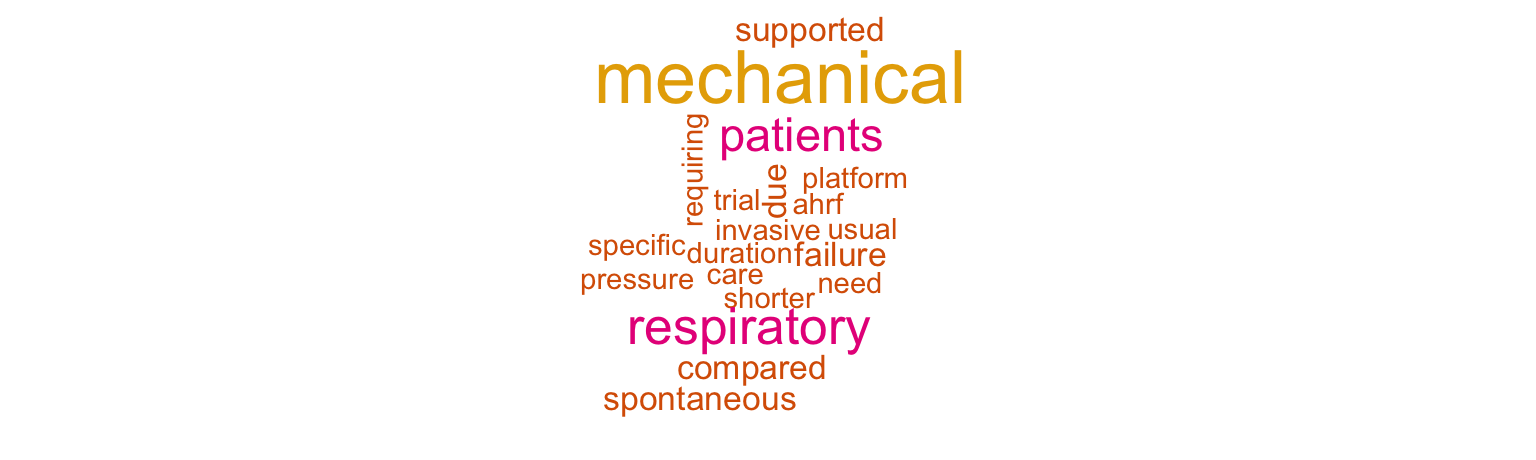 supported
mechanical
requiring
patients
due
platform
trial
ahrf
invasive
usual
specific
duration
failure
pressure
care
need
shorter
respiratory
compared
spontaneous